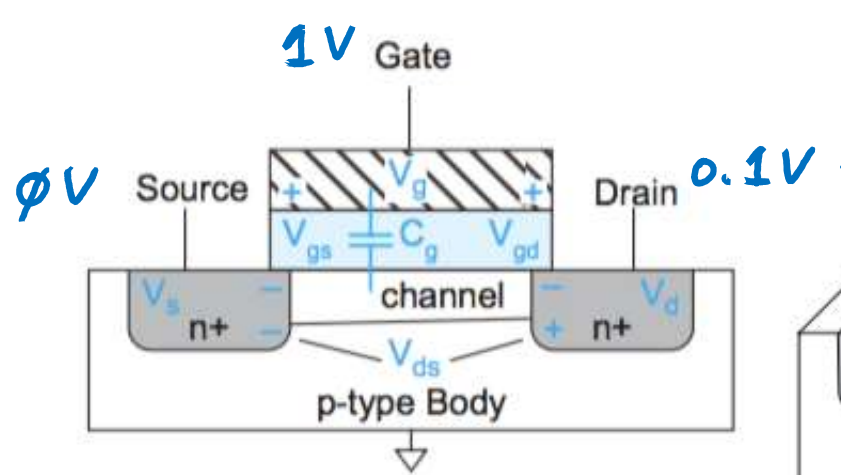 1V Gate
øV Source
Drain 0.1V
+ Vg +
Vgs Cg Vgd
Vs − channel − Vd
n+ − + n+
Vds
p-type Body